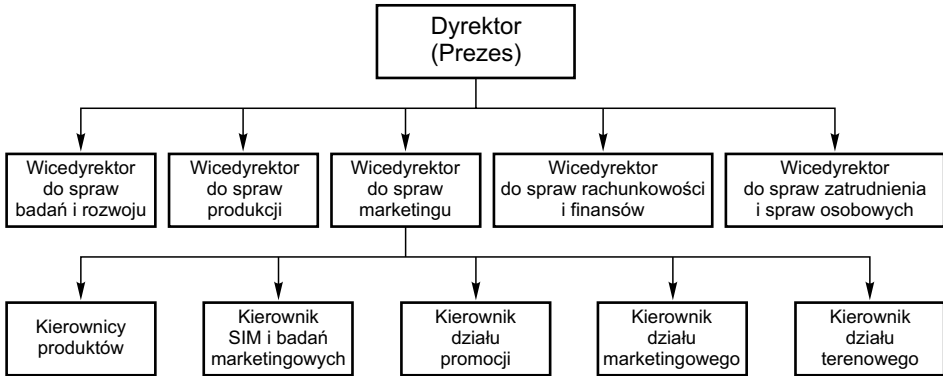 Dyrektor
(Prezes)
Wicedyrektor
do spraw
badań i rozwoju
Wicedyrektor
do spraw
produkcji
Wicedyrektor
do spraw
marketingu
Wicedyrektor
do spraw rachunkowości
i finansów
Wicedyrektor
do spraw zatrudnienia
i spraw osobowych
Kierownicy
produktów
Kierownik
SIM i badań
marketingowych
Kierownik
działu
promocji
Kierownik
działu
marketingowego
Kierownik
działu
terenowego